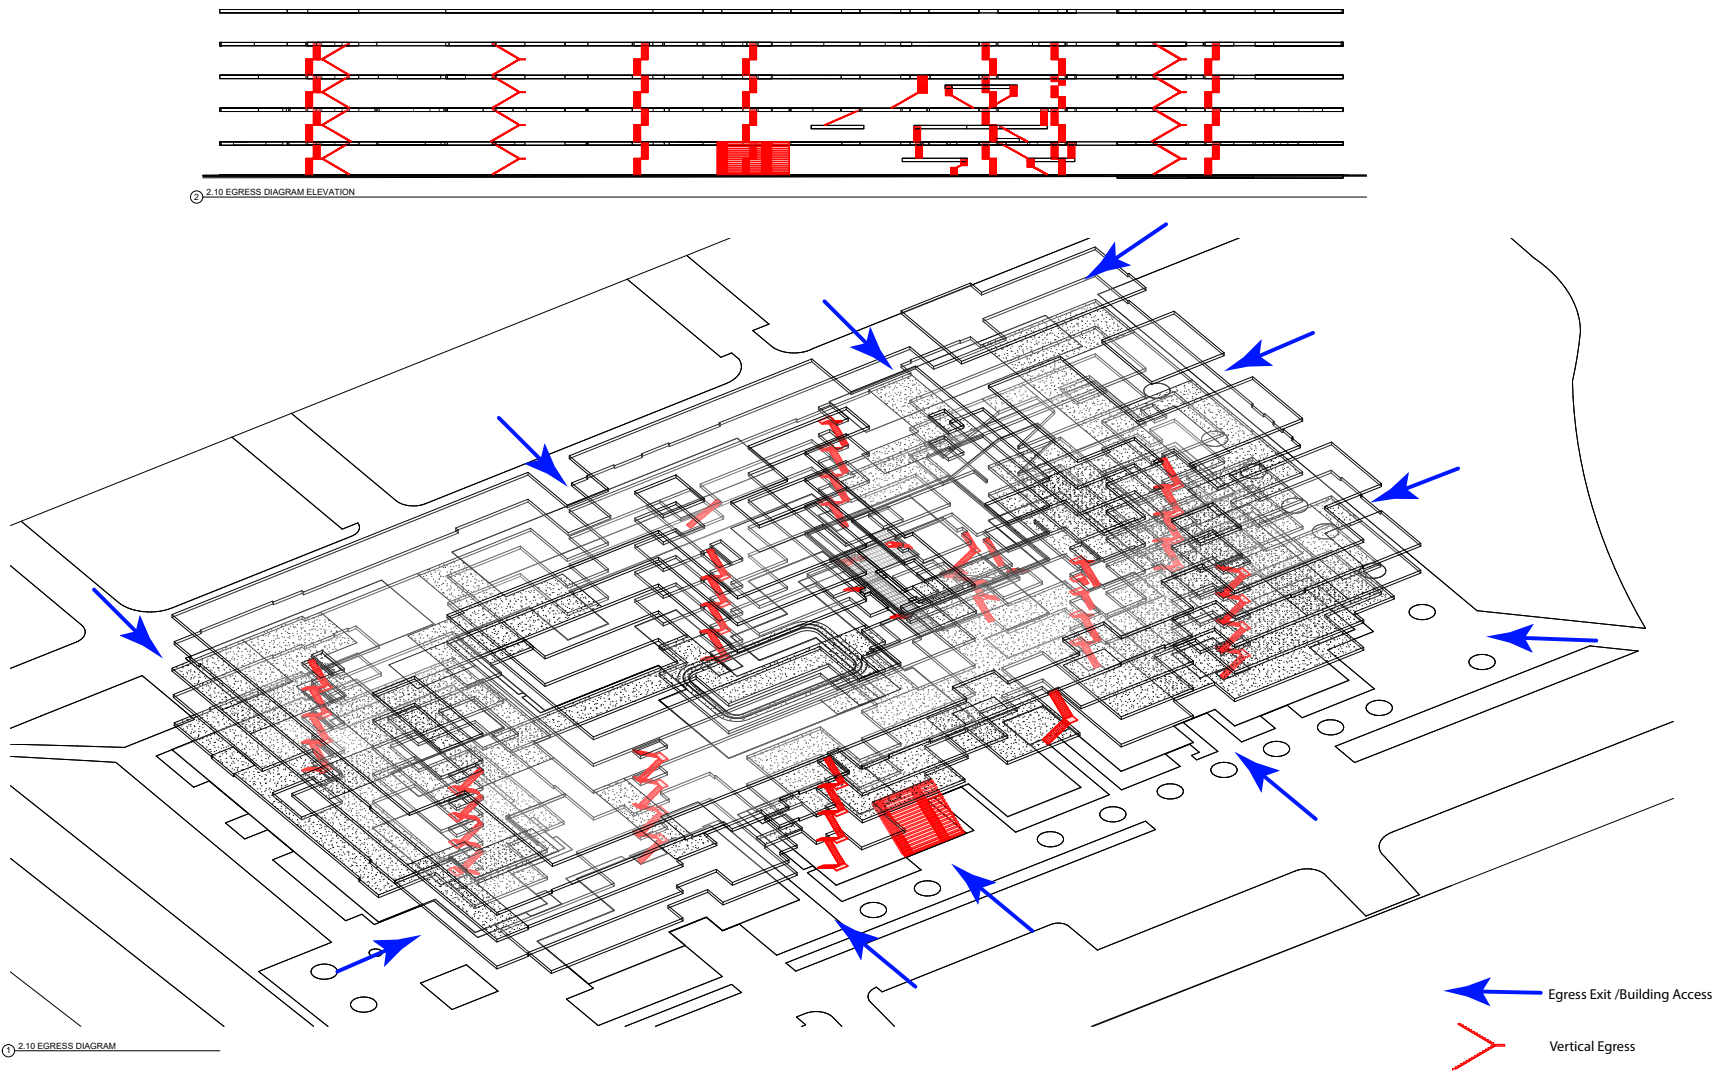 2 2.10 EGRESS DIAGRAM ELEVATION
Egress Exit /Building Access
1 2.10 EGRESS DIAGRAM
Vertical Egress